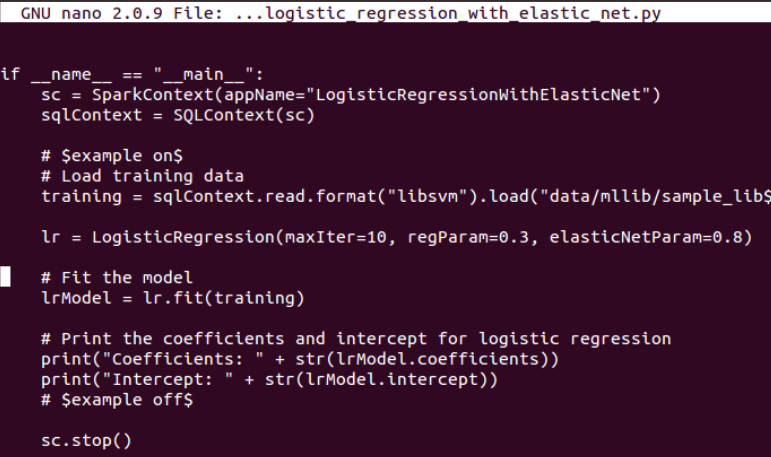 GNU nano 2.0.9 File: ...logistic_regression_with_elastic_net.py
if __name__ == "__main__":
    sc = SparkContext(appName="LogisticRegressionWithElasticNet")
    sqlContext = SQLContext(sc)
    # $example on$
    # Load training data
    training = sqlContext.read.format("libsvm").load("data/mllib/sample_lib$
    lr = LogisticRegression(maxIter=10, regParam=0.3, elasticNetParam=0.8)
    # Fit the model
    lrModel = lr.fit(training)
    # Print the coefficients and intercept for logistic regression
    print("Coefficients: " + str(lrModel.coefficients))
    print("Intercept: " + str(lrModel.intercept))
    # $example off$
    sc.stop()